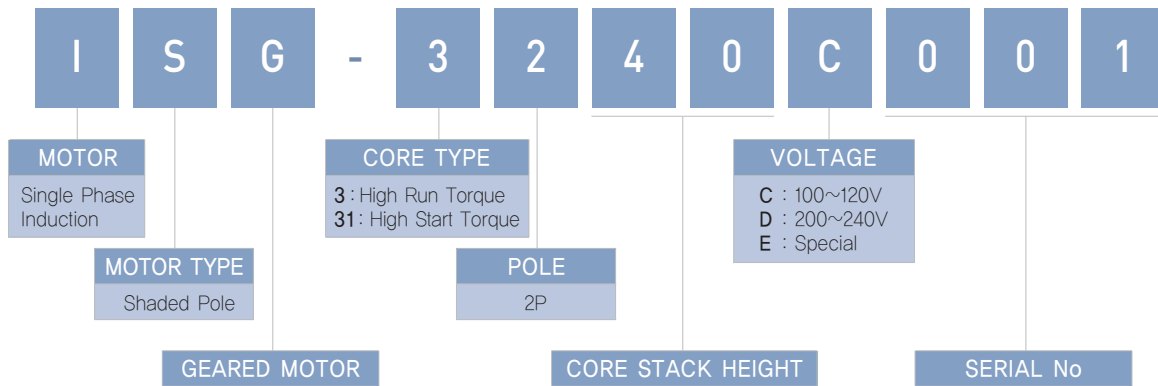 I S G - 3 2 4 0 C 0 0 1
MOTOR
Single Phase
Induction
CORE TYPE
3 : High Run Torque
31 : High Start Torque
VOLTAGE
C : 100~120V
D : 200~240V
E : Special
MOTOR TYPE
Shaded Pole
POLE
2P
GEARED MOTOR
CORE STACK HEIGHT
SERIAL No